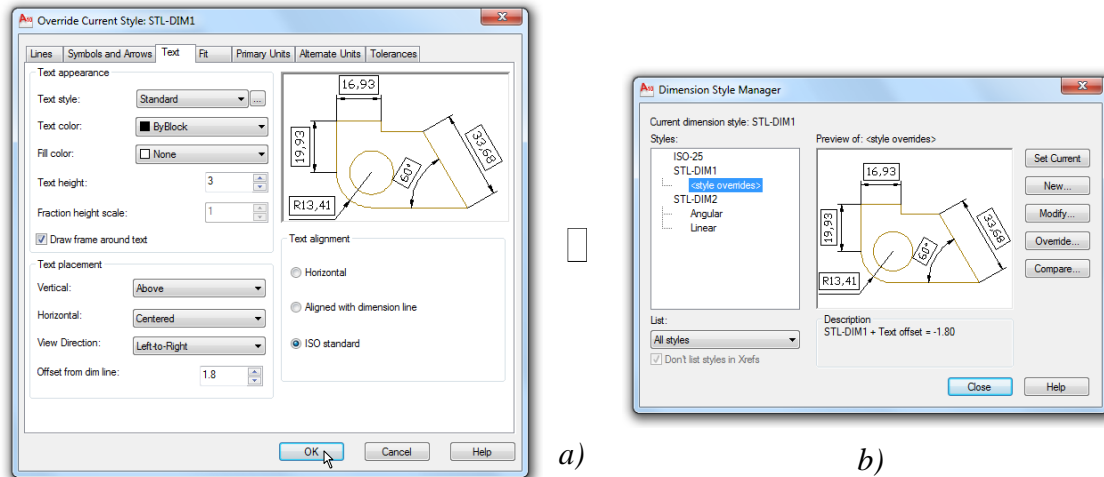 Override Current Style: STL-DIM1
Lines Symbols and Arrows Text Fit Primary Units Alternate Units Tolerances
Text appearance
Text style: Standard ...
Text color: ByBlock
Fill color: None
Text height: 3
Fraction height scale: 1
Draw frame around text
Text placement
Vertical: Above
Horizontal: Centered
View Direction: Left-to-Right
Offset from dim line: 1.8
16,93
19,93
33,68
60°
R13,41
Text alignment
Horizontal
Aligned with dimension line
ISO standard
OK Cancel Help
a)
Dimension Style Manager
Current dimension style: STL-DIM1
Styles:
ISO-25
STL-DIM1
<style overrides>
STL-DIM2
Angular
Linear
Preview of: <style overrides>
16,93
19,93
33,68
60°
R13,41
Set Current
New...
Modify...
Override...
Compare...
List:
All styles
Don't list styles in Xrefs
Description
STL-DIM1 + Text offset = -1.80
Close Help
b)